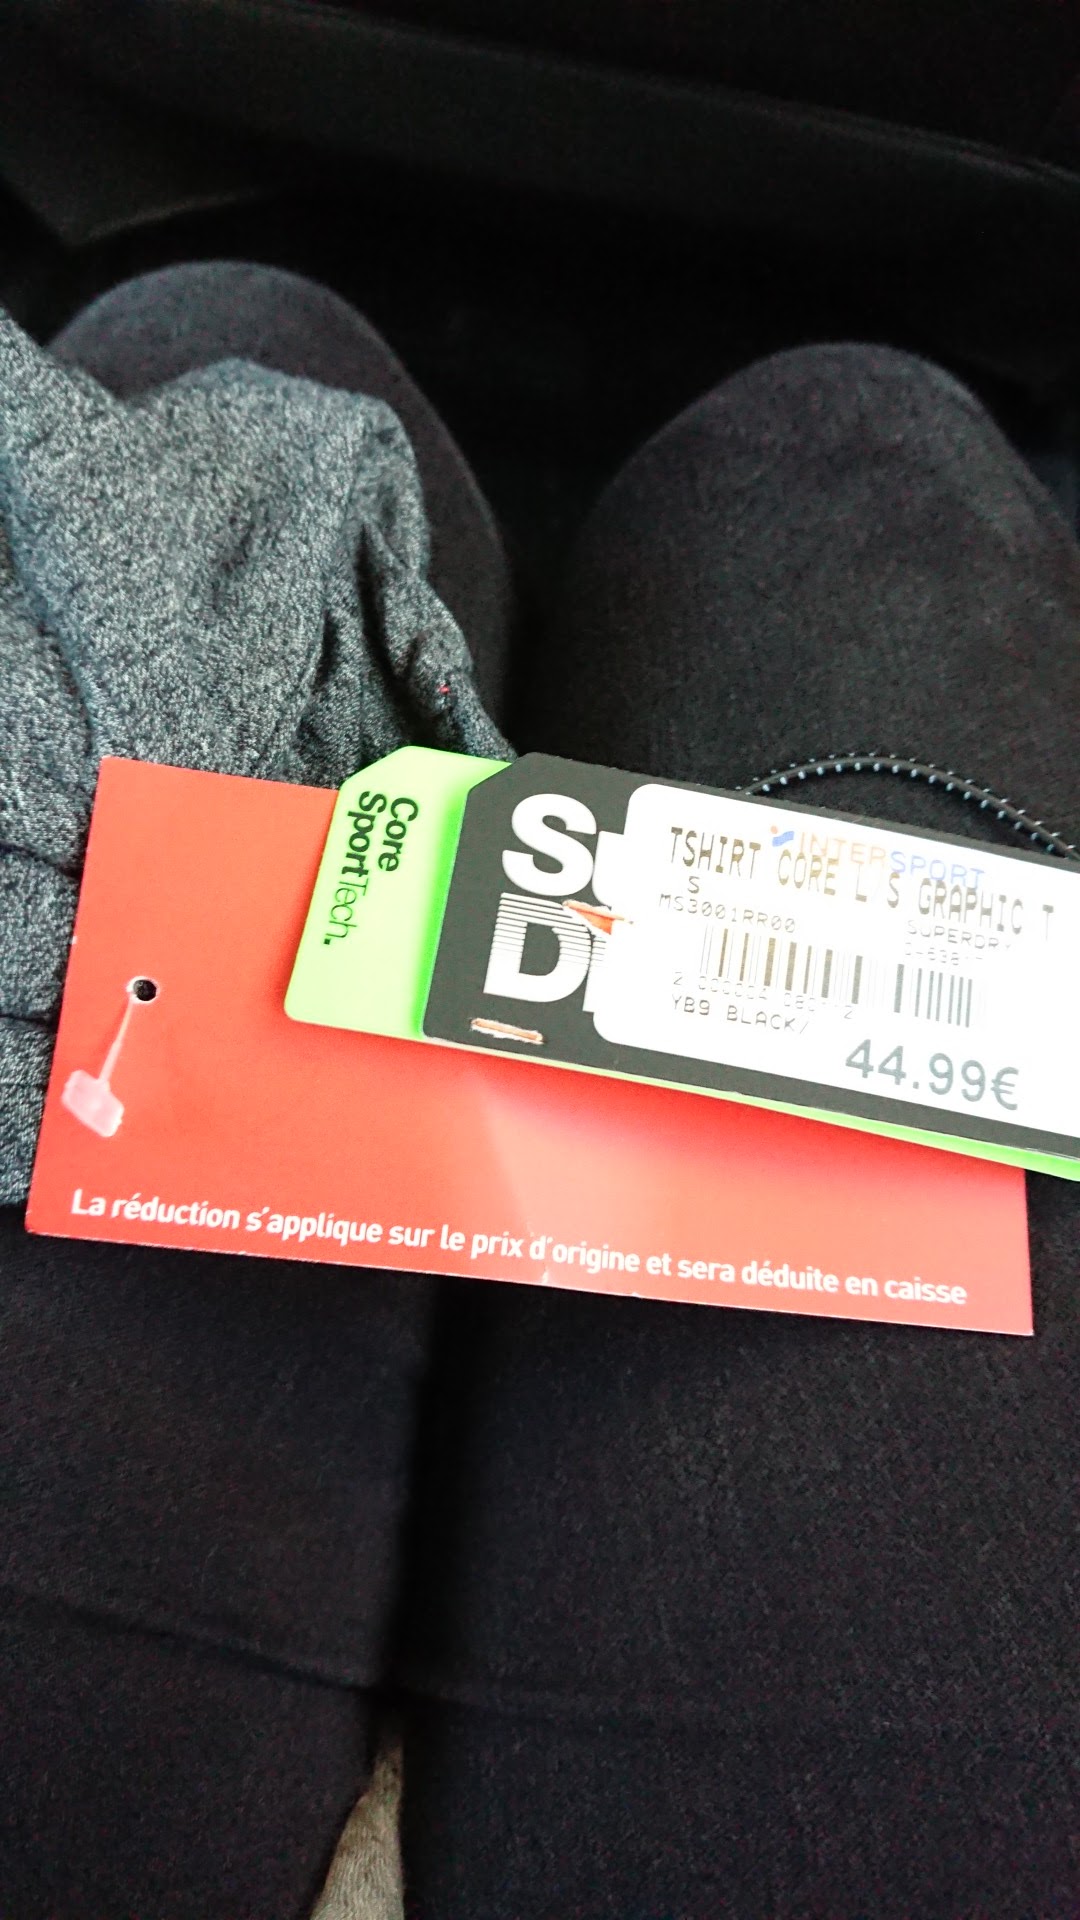 Core
SportTech.
INTERSPORT
TSHIRT CORE L/S GRAPHIC T
S
MS3001RR00
SUPERDRY
YB9 BLACK/
44.99€
La réduction s'applique sur le prix d'origine et sera déduite en caisse